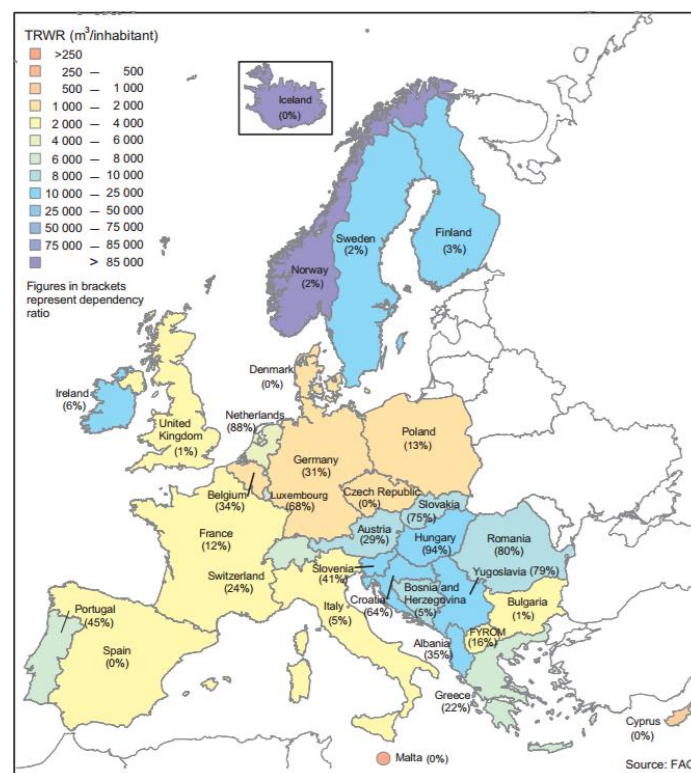 TRWR (m³/inhabitant)
>250
250 – 500
500 – 1 000
1 000 – 2 000
2 000 – 4 000
4 000 – 6 000
6 000 – 8 000
8 000 – 10 000
10 000 – 25 000
25 000 – 50 000
50 000 – 75 000
75 000 – 85 000
> 85 000
Figures in brackets
represent dependency
ratio
Iceland
(0%)
Sweden
(2%)
Finland
(3%)
Norway
(2%)
Denmark
(0%)
Ireland
(6%)
United
Kingdom
(1%)
Netherlands
(88%)
Poland
(13%)
Germany
(31%)
Belgium
(34%)
Luxembourg
(68%)
Czech Republic
(0%)
Slovakia
(75%)
France
(12%)
Austria
(29%)
Hungary
(94%)
Romania
(80%)
Switzerland
(24%)
Slovenia
(41%)
Yugoslavia (79%)
Croatia
(64%)
Bosnia and
Herzegovina
(5%)
Bulgaria
(1%)
Italy
(5%)
Portugal
(45%)
Spain
(0%)
FYROM
(16%)
Albania
(35%)
Greece
(22%)
Cyprus
(0%)
Malta (0%)
Source: FAO